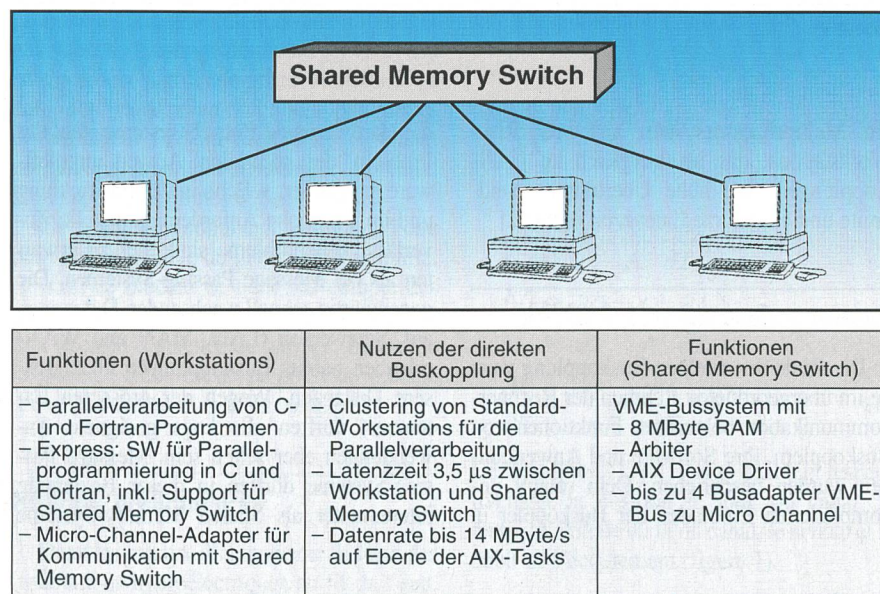 Shared Memory Switch
Funktionen (Workstations)
Nutzen der direkten
Buskopplung
Funktionen
(Shared Memory Switch)
– Parallelverarbeitung von C-
und Fortran-Programmen
– Express: SW für Parallel-
programmierung in C und
Fortran, inkl. Support für
Shared Memory Switch
– Micro-Channel-Adapter für
Kommunikation mit Shared
Memory Switch
– Clustering von Standard-
Workstations für die
Parallelverarbeitung
– Latenzzeit 3,5 µs zwischen
Workstation und Shared
Memory Switch
– Datenrate bis 14 MByte/s
auf Ebene der AIX-Tasks
VME-Bussystem mit
– 8 MByte RAM
– Arbiter
– AIX Device Driver
– bis zu 4 Busadapter VME-
Bus zu Micro Channel